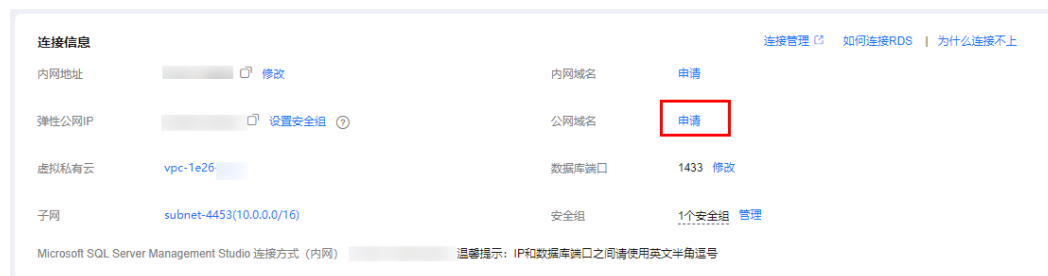 连接信息 连接管理 如何连接RDS | 为什么连接不上
内网地址 修改 内网域名 申请
弹性公网IP 设置安全组 ? 公网域名 申请
虚拟私有云 vpc-1e26- 数据库端口 1433 修改
子网 subnet-4453(10.0.0.0/16) 安全组 1个安全组 管理
Microsoft SQL Server Management Studio 连接方式（内网） 温馨提示：IP和数据库端口之间请使用英文半角逗号